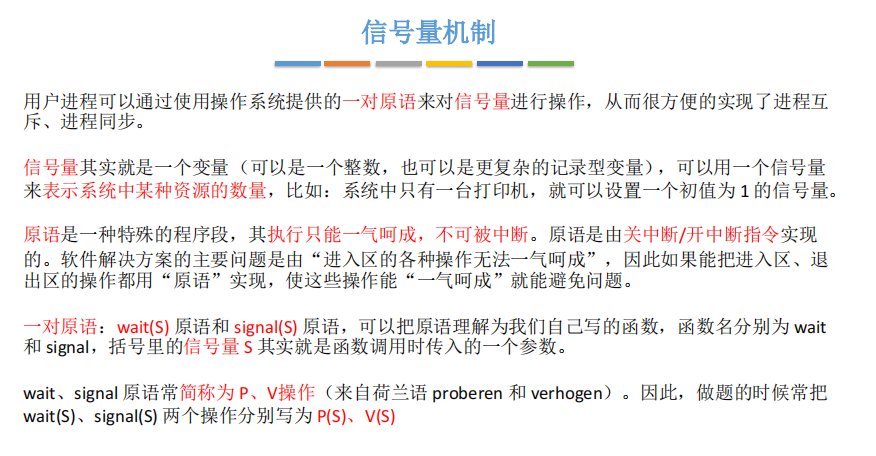 信号量机制
用户进程可以通过使用操作系统提供的一对原语来对信号量进行操作，从而很方便的实现了进程互
斥、进程同步。
信号量其实就是一个变量（可以是一个整数，也可以是更复杂的记录型变量），可以用一个信号量
来表示系统中某种资源的数量，比如：系统中只有一台打印机，就可以设置一个初值为 1 的信号量。
原语是一种特殊的程序段，其执行只能一气呵成，不可被中断。原语是由关中断/开中断指令实现
的。软件解决方案的主要问题是由“进入区的各种操作无法一气呵成”，因此如果能把进入区、退
出区的操作都用“原语”实现，使这些操作能“一气呵成”就能避免问题。
一对原语：wait(S) 原语和 signal(S) 原语，可以把原语理解为我们自己写的函数，函数名分别为 wait
和 signal，括号里的信号量 S 其实就是函数调用时传入的一个参数。
wait、signal 原语常简称为 P、V操作（来自荷兰语 proberen 和 verhogen）。因此，做题的时候常把
wait(S)、signal(S) 两个操作分别写为 P(S)、V(S)